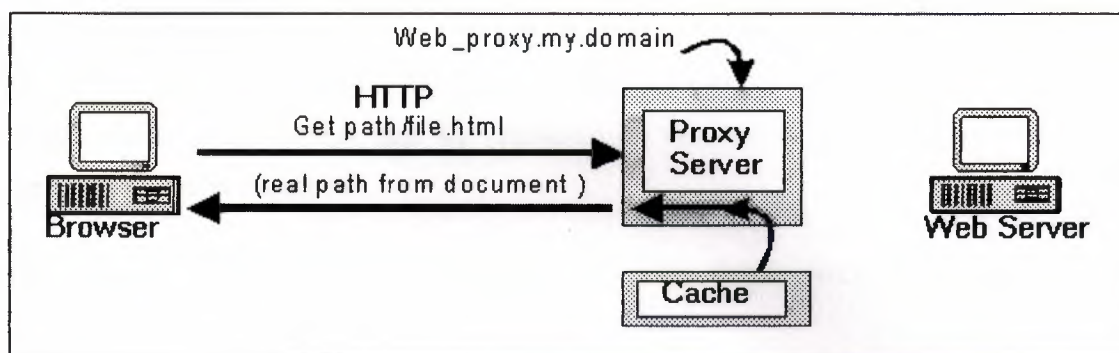 Web_proxy.my.domain
HTTP
Get path/file.html
(real path from document )
Proxy
Server
Browser
Web Server
Cache